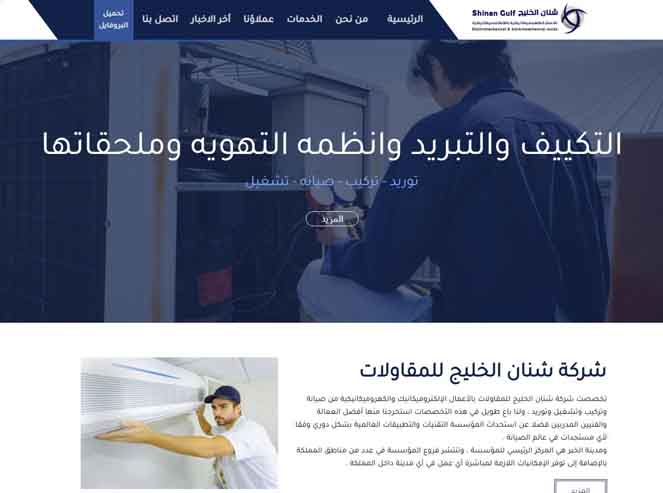 شنان الخليج Shinan Gulf
Electromechanical & Electromechanical works
الرئيسية
من نحن
الخدمات
عملاؤنا
أخر الاخبار
اتصل بنا
تحميل
البروفايل
التكييف والتبريد وانظمه التهويه وملحقاتها
توريد - تركيب - صيانه - تشغيل
المزيد
شركة شنان الخليج للمقاولات
تخصصت شركة شنان الخليج للمقاولات بالأعمال الإلكتروميكانيك والكهروميكانيكية من صيانة
وتركيب وتشغيل وتوريد . ولنا باع طويل في هذه التخصصات استخرجنا منها أفضل العمالة
والفنيين المدربين فضلا عن استحداث المؤسسة التقنيات والتطبيقات العالمية بشكل دوري وفقا
لأي مستجدات في عالم الصيانة .
ومدينة الخبر هي المركز الرئيسي للمؤسسة . وتنتشر فروع المؤسسة في عدد من مناطق المملكة
بالإضافة إلى توفر الإمكانيات اللازمة لمباشرة أي عمل في أي مدينة داخل المملكة .
المزيد